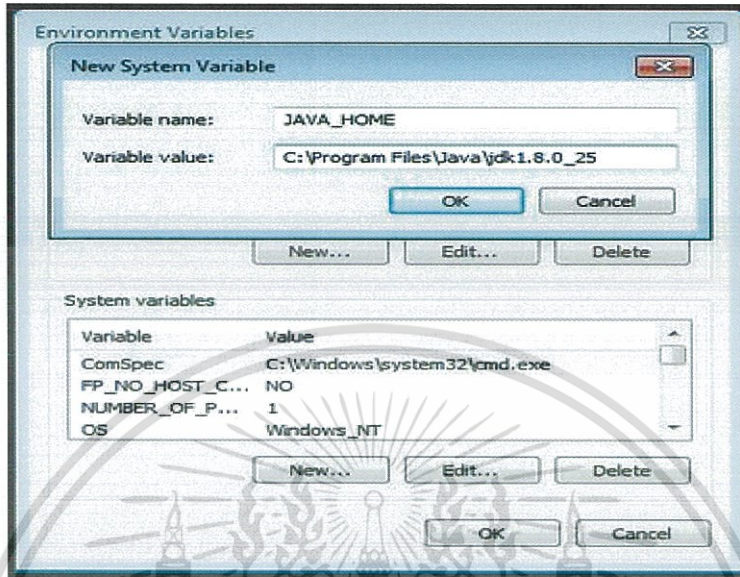 Environment Variables
New System Variable
Variable name: JAVA_HOME
Variable value: C:\Program Files\Java\jdk1.8.0_25
OK Cancel
New... Edit... Delete
System variables
Variable Value
ComSpec C:\Windows\system32\cmd.exe
FP_NO_HOST_C... NO
NUMBER_OF_P... 1
OS Windows_NT
New... Edit... Delete
OK Cancel